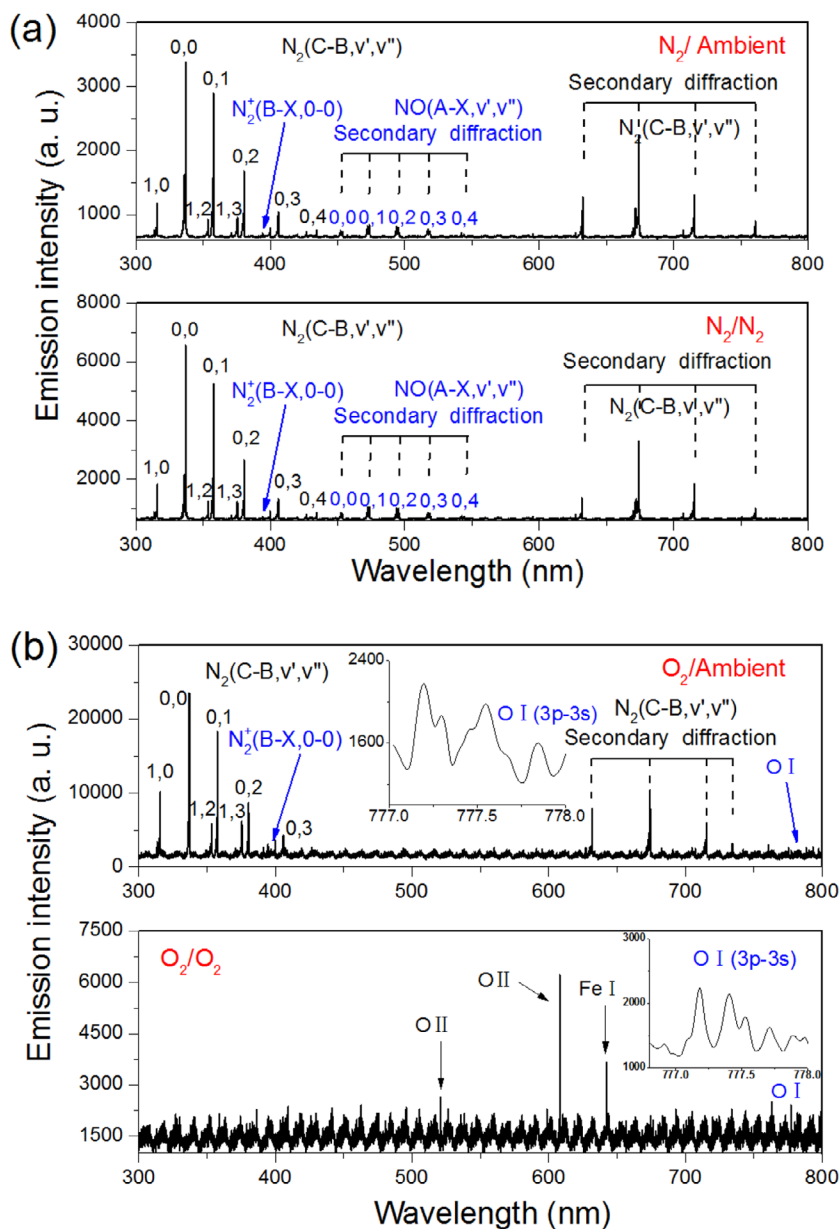 (a)
Emission intensity (a. u.)
4000
3000
2000
1000
0,0
N₂(C-B,v',v")
N₂/ Ambient
0,1
N₂⁺(B-X,0-0)
NO(A-X,v',v")
Secondary diffraction
Secondary diffraction
N₂(C-B,v',v")
0,2
1,0
1,2
1,3
0,3
0,4
0,0
0,1
0,2
0,3
0,4
300 400 500 600 700 800
8000
6000
4000
2000
0,0
N₂(C-B,v',v")
N₂/N₂
0,1
N₂⁺(B-X,0-0)
NO(A-X,v',v")
Secondary diffraction
Secondary diffraction
N₂(C-B,v',v")
0,2
1,0
1,2
1,3
0,3
0,4
0,0
0,1
0,2
0,3
0,4
300 400 500 600 700 800
Wavelength (nm)
(b)
Emission intensity (a. u.)
30000
20000
10000
0
N₂(C-B,v',v")
0,0
0,1
N₂⁺(B-X,0-0)
1,0
1,2
1,3
0,2
0,3
2400
1600
O I (3p-3s)
777.0 777.5 778.0
O₂/Ambient
N₂(C-B,v',v")
Secondary diffraction
O I
300 400 500 600 700 800
7500
6000
4500
3000
1500
O₂/O₂
O II
O II
Fe I
3000
2000
1000
O I (3p-3s)
777.0 777.5 778.0
O I
300 400 500 600 700 800
Wavelength (nm)